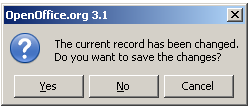 OpenOffice.org 3.1
The current record has been changed.
Do you want to save the changes?
Yes No Cancel